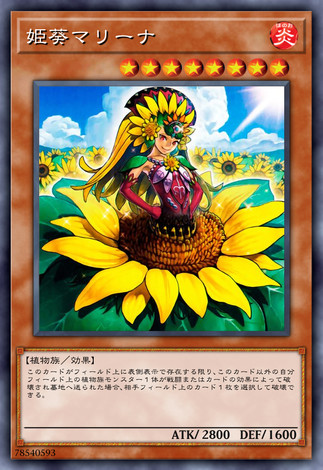 姫葵マリーナ
ほのお
炎
【植物族／効果】
このカードがフィールド上に表側表示で存在する限り、このカード以外の自分
フィールド上の植物族モンスター１体が戦闘またはカードの効果によって破
壊され墓地へ送られた場合、相手フィールド上のカード１枚を選択して破壊で
きる。
ATK/ 2800 DEF/1600
78540593